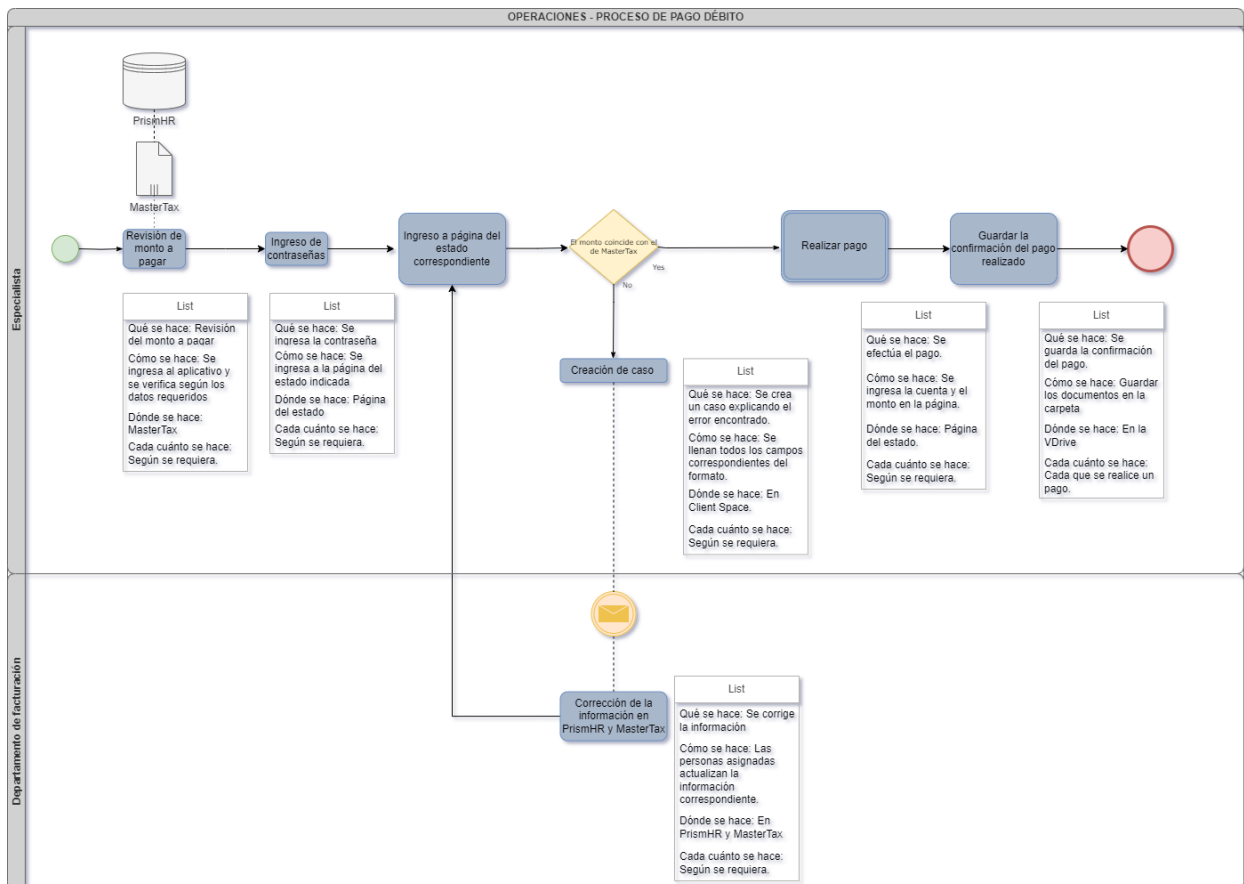 OPERACIONES - PROCESO DE PAGO DÉBITO
Especialista
PrismHR
MasterTax
Revisión de
monto a
pagar
Ingreso de
contraseñas
Ingreso a página del
estado
correspondiente
El monto coincide con el
de MasterTax
Yes
No
Realizar pago
Guardar la
confirmación del pago
realizado
List
Qué se hace: Revisión
del monto a pagar
Cómo se hace: Se
ingresa al aplicativo y
se verifica según los
datos requeridos
Dónde se hace:
MasterTax
Cada cuánto se hace:
Según se requiera.
List
Qué se hace: Se
ingresa la contraseña
Cómo se hace: Se
ingresa a la página del
estado indicada.
Dónde se hace: Página
del estado
Cada cuánto se hace:
Según se requiera.
Creación de caso
List
Qué se hace: Se crea
un caso explicando el
error encontrado.
Cómo se hace: Se
llenan todos los campos
correspondientes del
formato.
Dónde se hace: En
Client Space.
Cada cuánto se hace:
Según se requiera.
List
Qué se hace: Se
efectúa el pago.
Cómo se hace: Se
ingresa la cuenta y el
monto en la página.
Dónde se hace: Página
del estado.
Cada cuánto se hace:
Según se requiera.
List
Qué se hace: Se
guarda la confirmación
del pago.
Cómo se hace: Guardar
los documentos en la
carpeta
Dónde se hace: En la
VDrive
Cada cuánto se hace:
Cada que se realice un
pago.
Departamento de facturación
Corrección de la
información en
PrismHR y MasterTax
List
Qué se hace: Se corrige
la información
Cómo se hace: Las
personas asignadas
actualizan la
información
correspondiente.
Dónde se hace: En
PrismHR y MasterTax
Cada cuánto se hace:
Según se requiera.